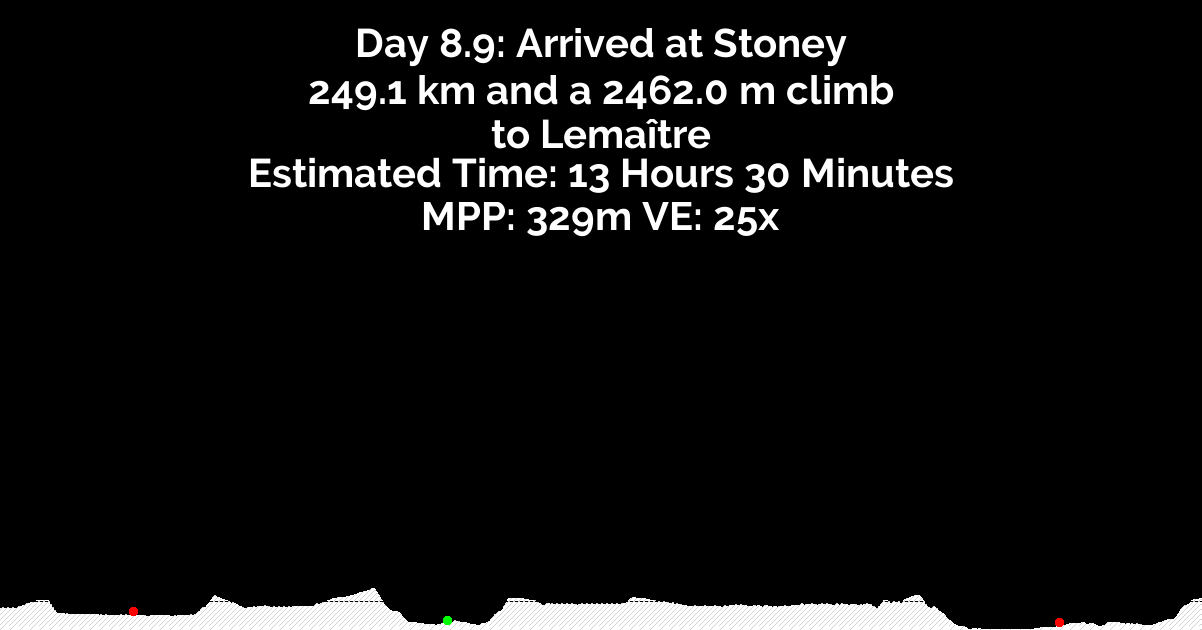 Day 8.9: Arrived at Stoney
249.1 km and a 2462.0 m climb
to Lemaître
Estimated Time: 13 Hours 30 Minutes
MPP: 329m VE: 25x